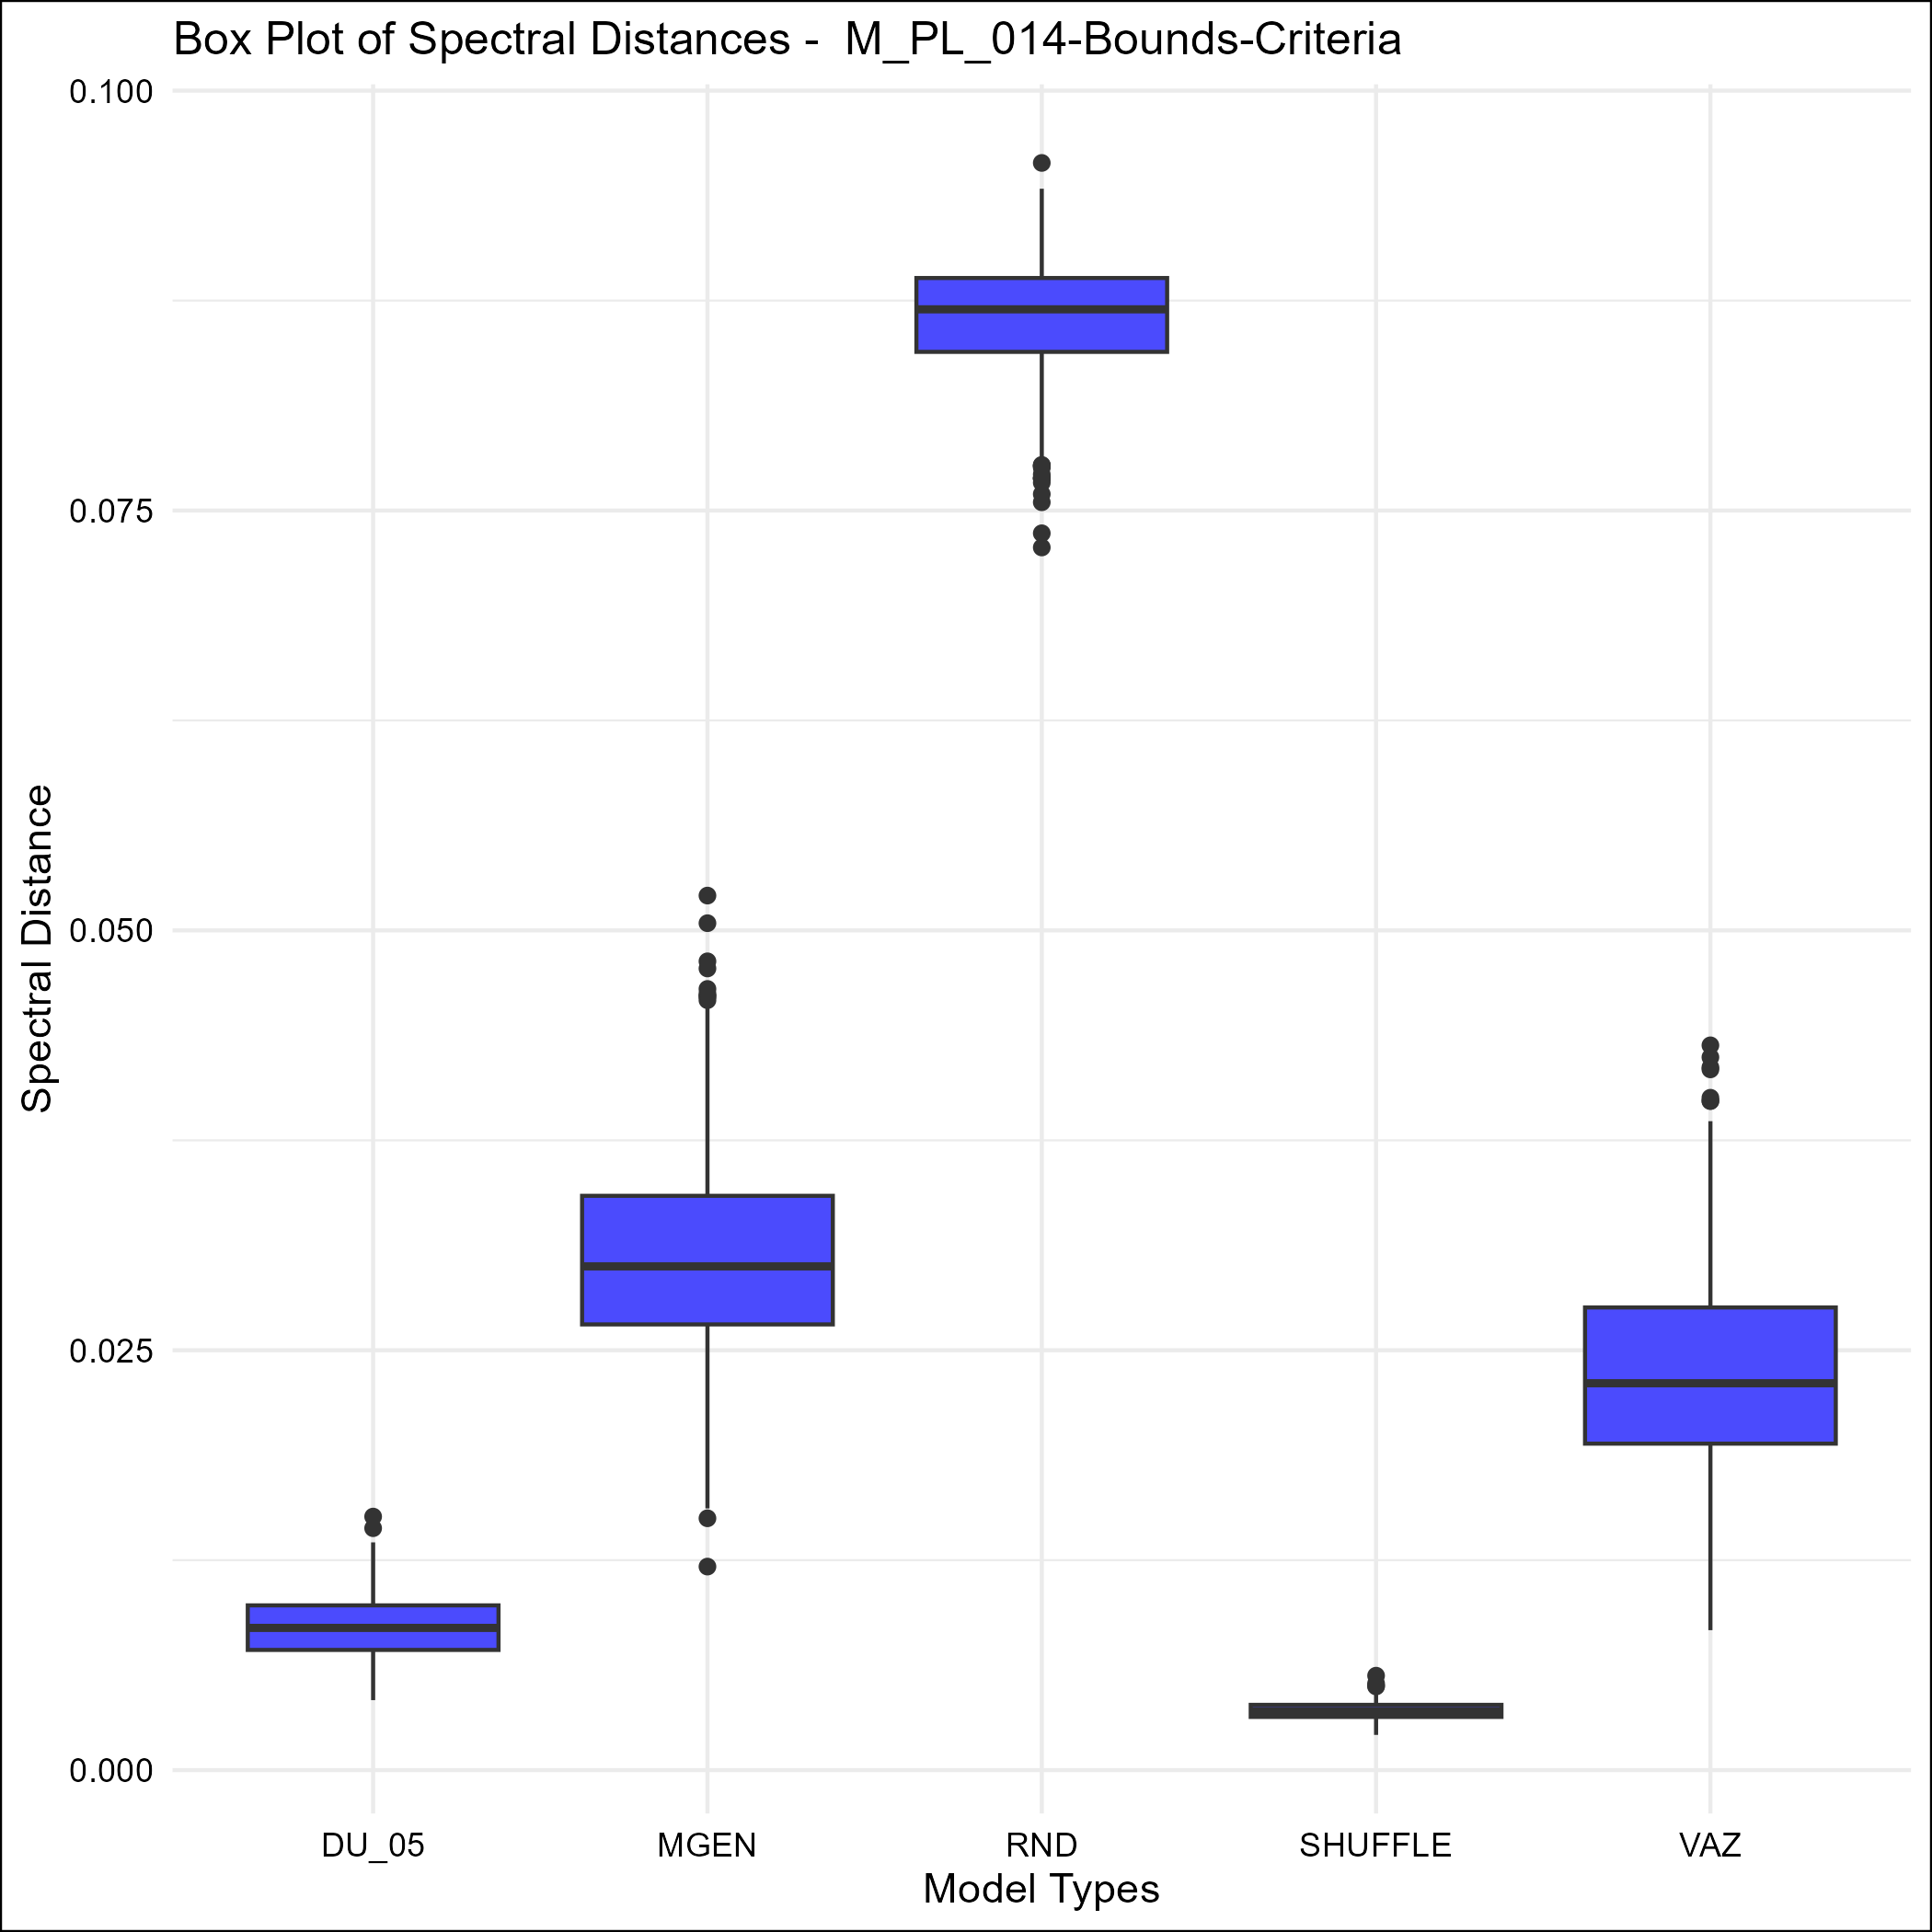 Box Plot of Spectral Distances -  M_PL_014-Bounds-Criteria
0.100
0.075
0.050
0.025
0.000
Spectral Distance
DU_05 MGEN RND SHUFFLE VAZ
Model Types